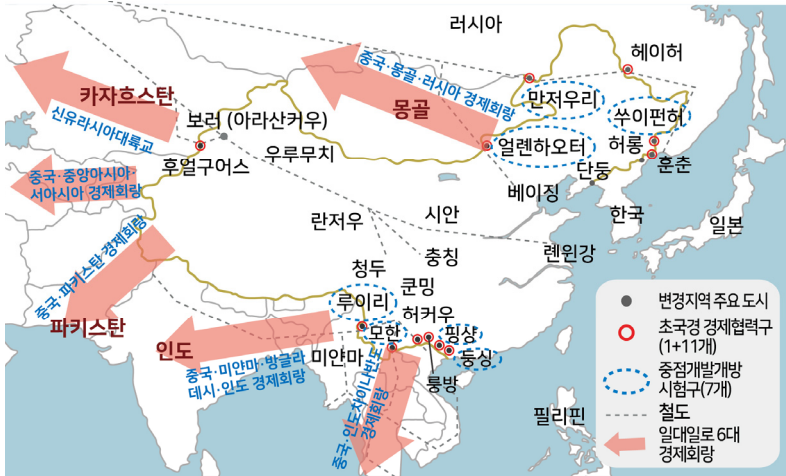 러시아
헤이허
중국·몽골·러시아 경제회랑
카자흐스탄
몽골
만저우리
쑤이펀허
신유라시아대륙교
보러 (아라산커우)
얼롄하오터
허룽
훈춘
우루무치
후얼구어스
단둥
베이징
중국·중앙아시아·
서아시아 경제회랑
한국
일본
란저우
시안
충칭
롄윈강
중국·파키스탄 경제회랑
청두
쿤밍
루이리
허커우
파키스탄
인도
모한
핑샹
둥싱
미얀마
룽방
중국·미얀마·방글라
데시·인도 경제회랑
중국·인도차이나반도
경제회랑
필리핀
변경지역 주요 도시
초국경 경제협력구
(1+11개)
중점개발개방
시험구(7개)
철도
일대일로 6대
경제회랑